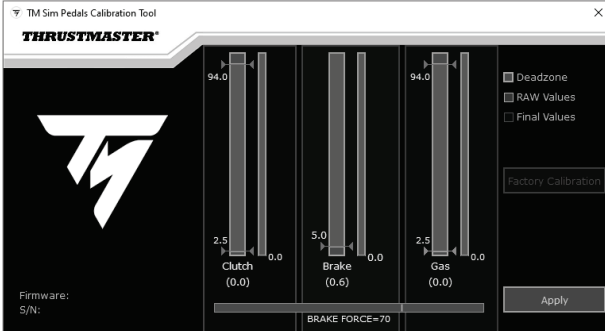 TM Sim Pedals Calibration Tool
THRUSTMASTER®
94.0
94.0
Deadzone
RAW Values
Final Values
Factory Calibration
2.5
5.0
2.5
0.0
0.0
0.0
Clutch
Brake
Gas
(0.0)
(0.6)
(0.0)
Firmware:
S/N:
Apply
BRAKE FORCE=70